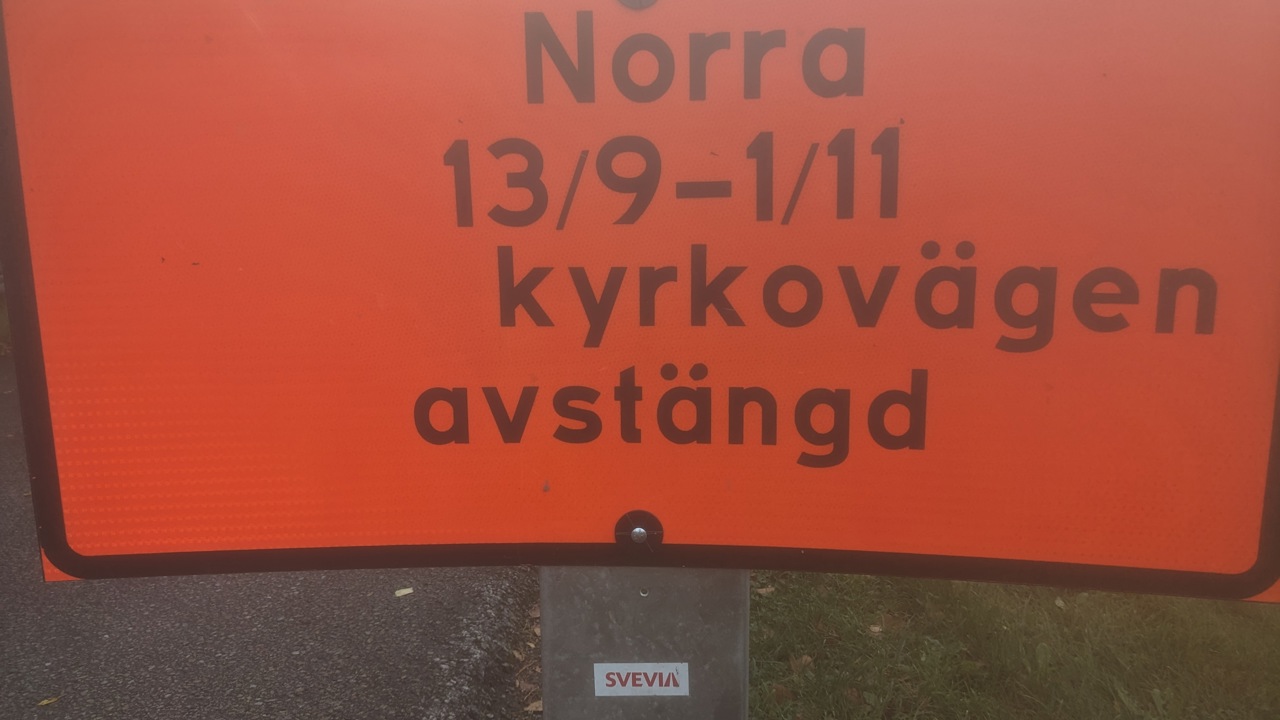 Norra
13/9-1/11
kyrkovägen
avstängd
SVEVIA